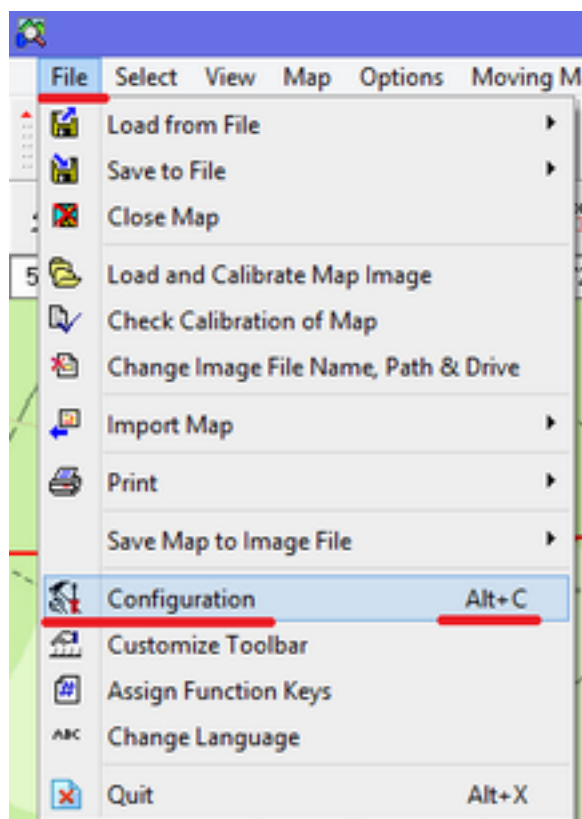 File Select View Map Options Moving M
Load from File
Save to File
Close Map
5
Load and Calibrate Map Image
Check Calibration of Map
Change Image File Name, Path & Drive
Import Map
Print
Save Map to Image File
Configuration Alt+C
Customize Toolbar
Assign Function Keys
ABC Change Language
Quit Alt+X